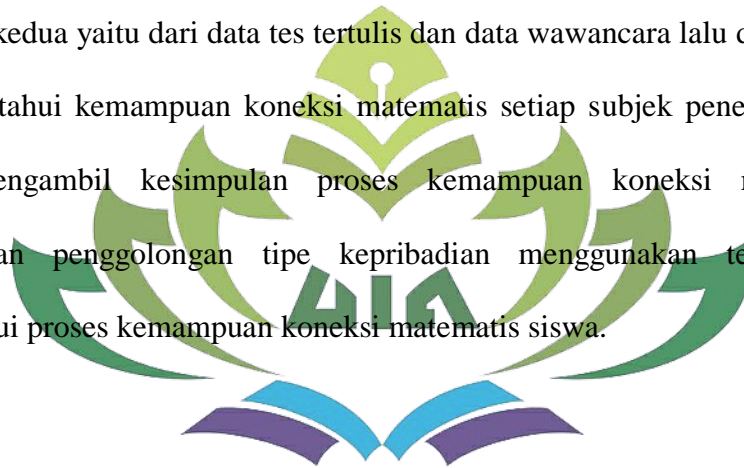 kedua yaitu dari data tes tertulis dan data wawancara lalu
tahui kemampuan koneksi matematis setiap subjek
engambil kesimpulan proses kemampuan koneksi
an penggolongan tipe kepribadian menggunakan
ui proses kemampuan koneksi matematis siswa.
UIN